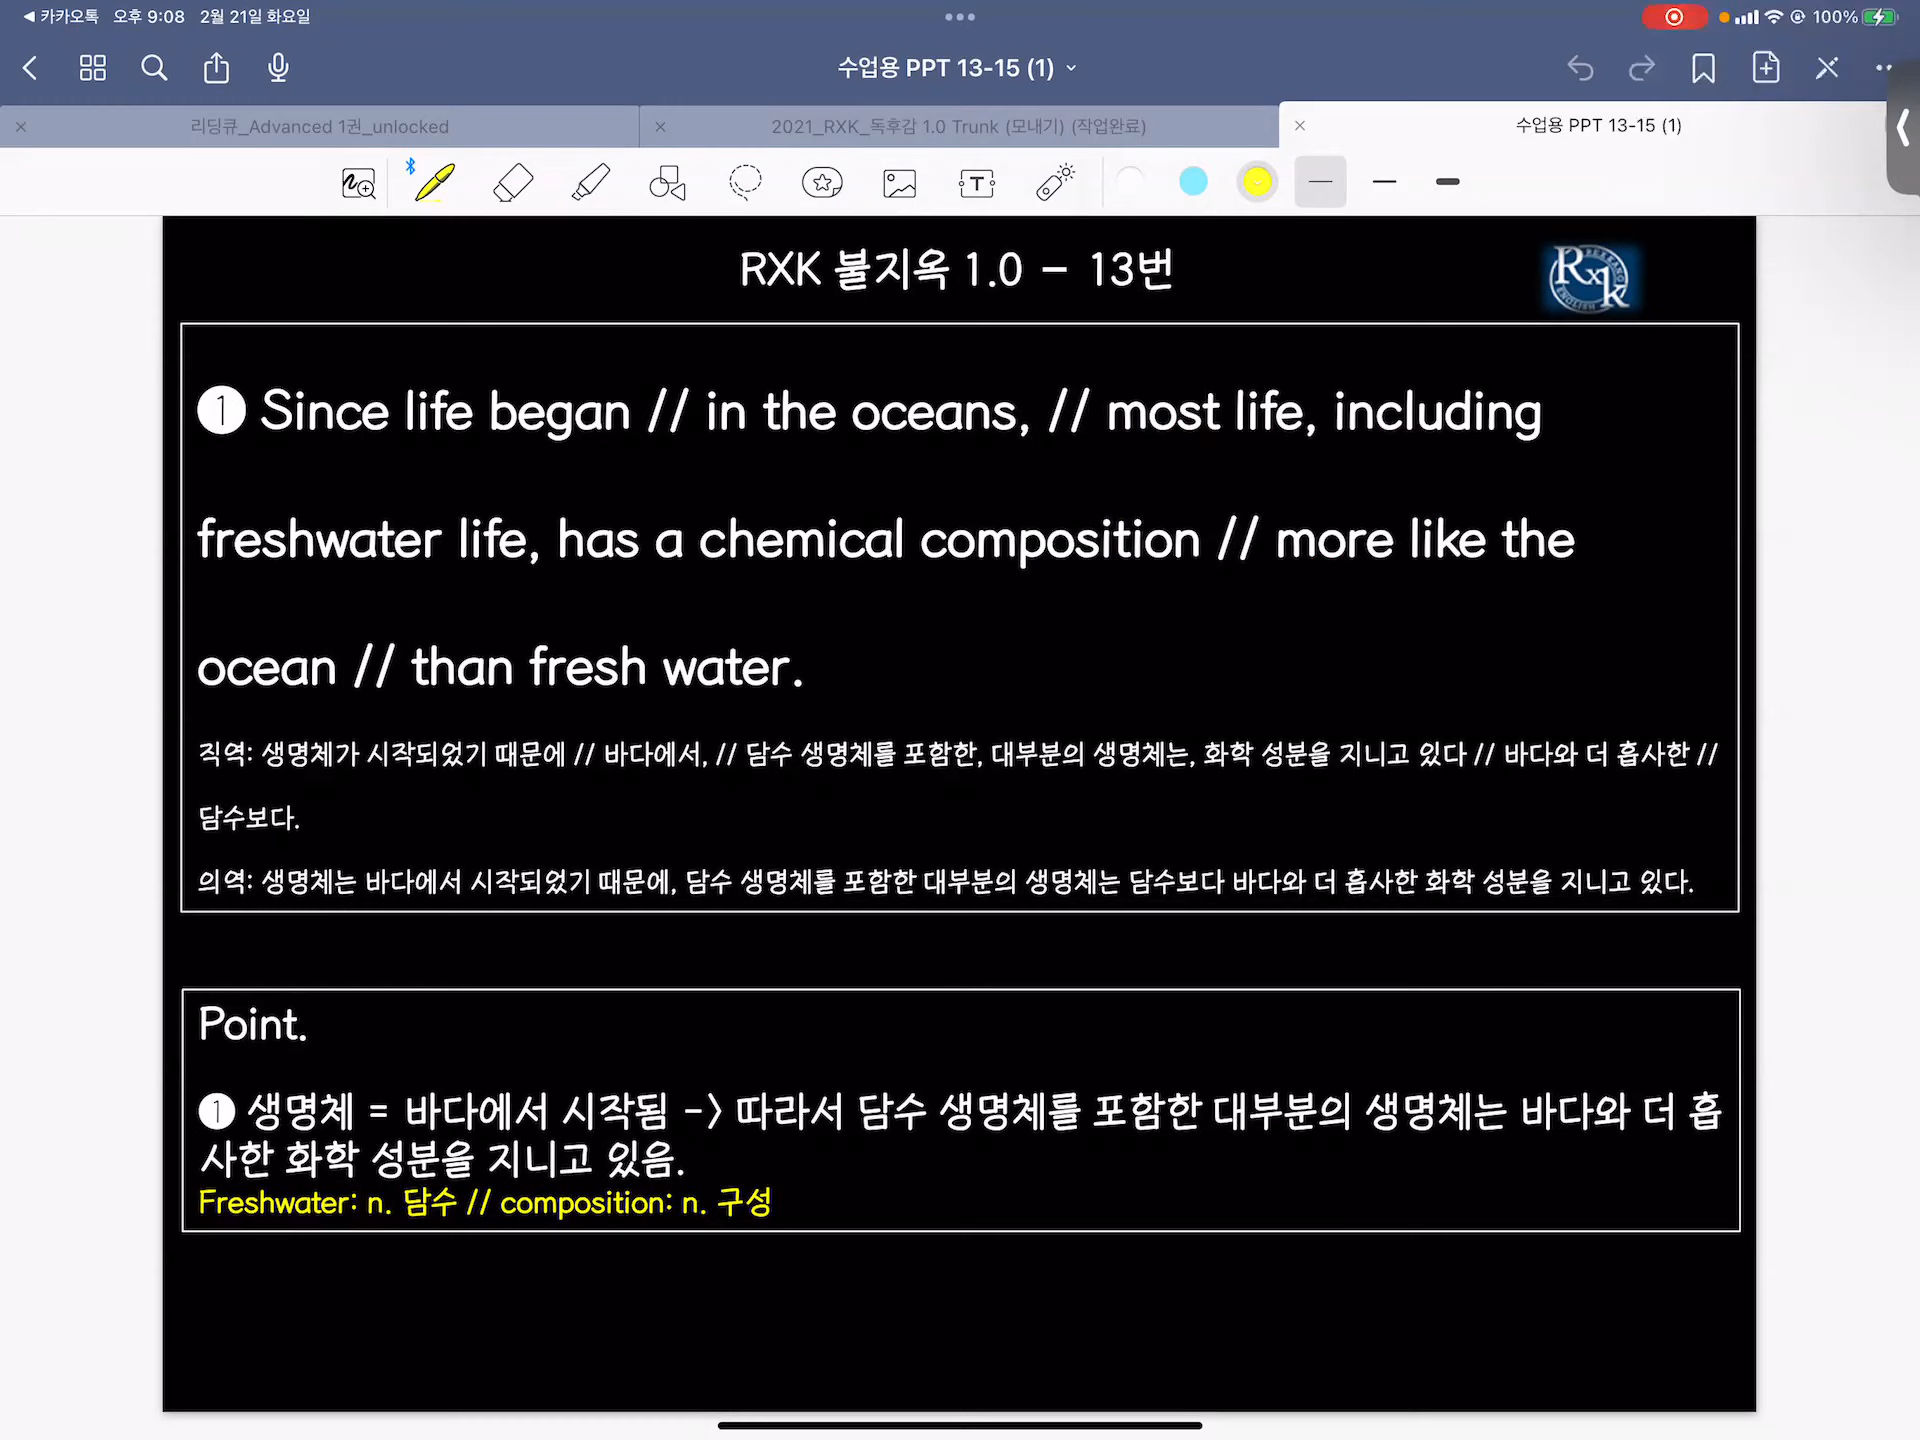 ◀ 카카오톡 오후 9:08 2월 21일 화요일
100%
수업용 PPT 13-15 (1)
리딩큐_Advanced 1권_unlocked
2021_RXK_독후감 1.0 Trunk (모내기) (작업완료)
수업용 PPT 13-15 (1)
RXK 불지옥 1.0 – 13번
RxK
ENGLISH
❶ Since life began // in the oceans, // most life, including
freshwater life, has a chemical composition // more like the
ocean // than fresh water.
직역: 생명체가 시작되었기 때문에 // 바다에서, // 담수 생명체를 포함한, 대부분의 생명체는, 화학 성분을 지니고 있다 // 바다와 더 흡사한 //
담수보다.
의역: 생명체는 바다에서 시작되었기 때문에, 담수 생명체를 포함한 대부분의 생명체는 담수보다 바다와 더 흡사한 화학 성분을 지니고 있다.
Point.
❶ 생명체 = 바다에서 시작됨 -> 따라서 담수 생명체를 포함한 대부분의 생명체는 바다와 더 흡
사한 화학 성분을 지니고 있음.
Freshwater: n. 담수 // composition: n. 구성